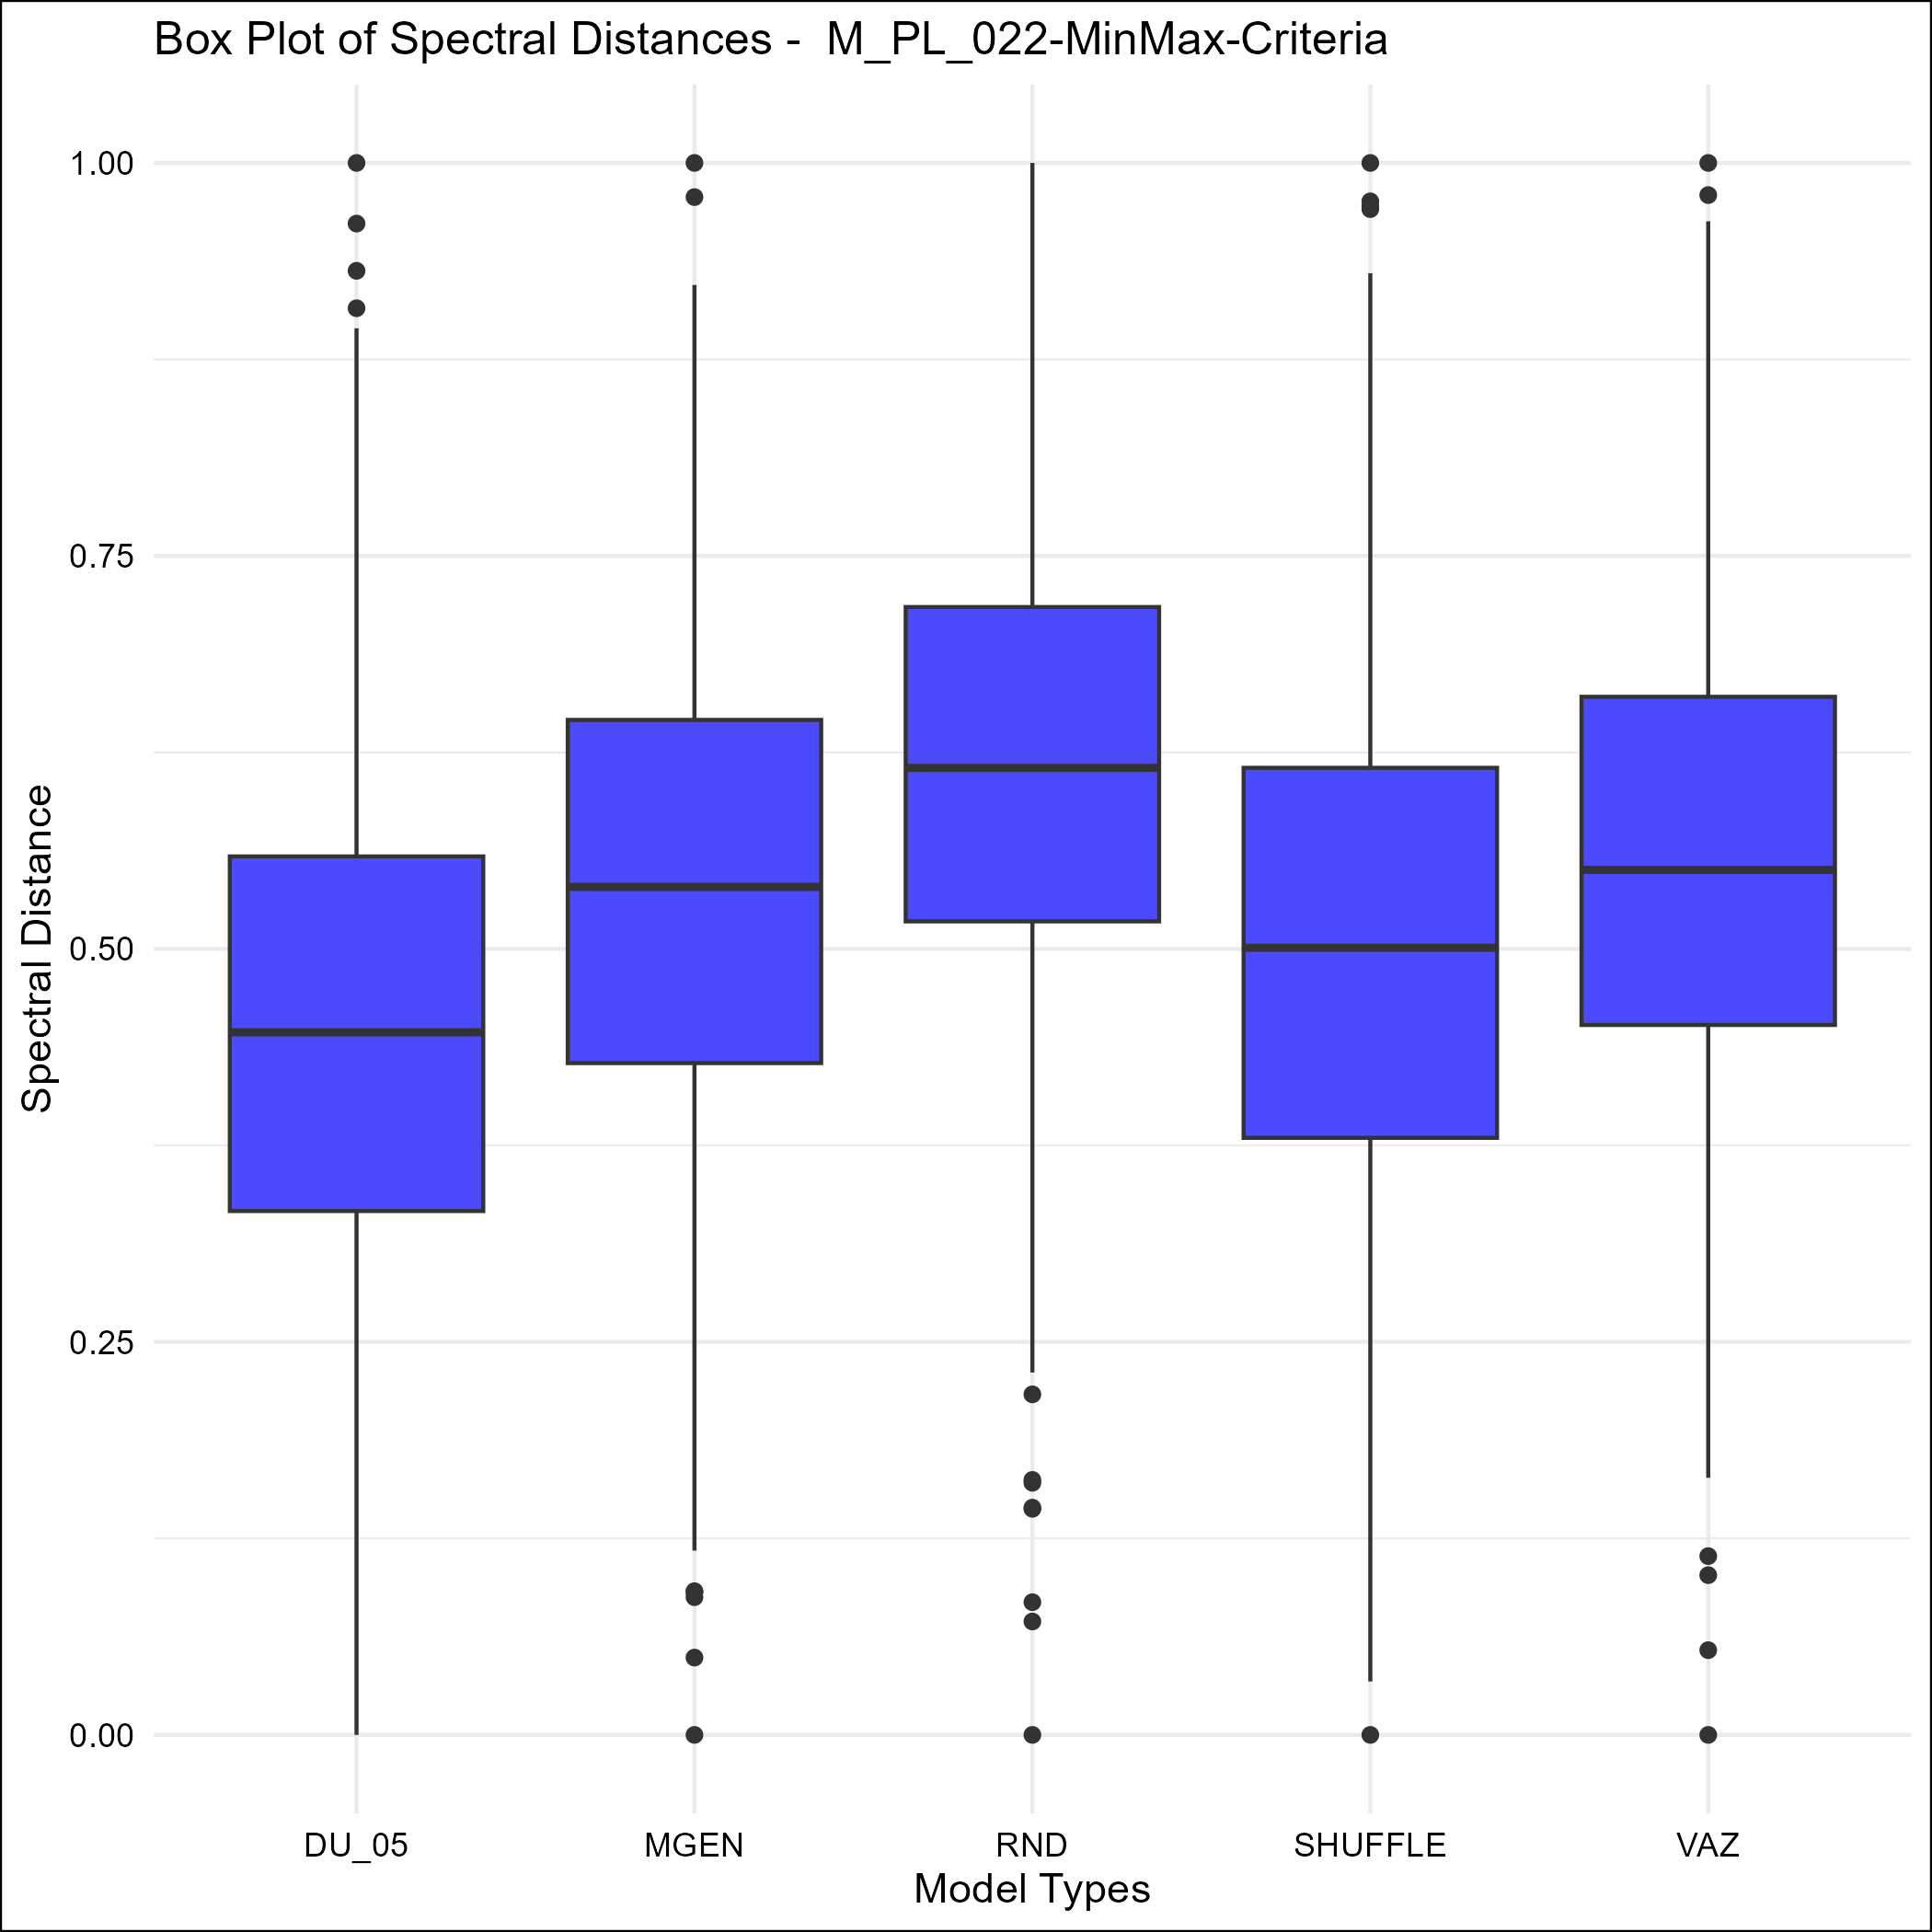 Box Plot of Spectral Distances -  M_PL_022-MinMax-Criteria
1.00
0.75
0.50
0.25
0.00
Spectral Distance
DU_05 MGEN RND SHUFFLE VAZ
Model Types